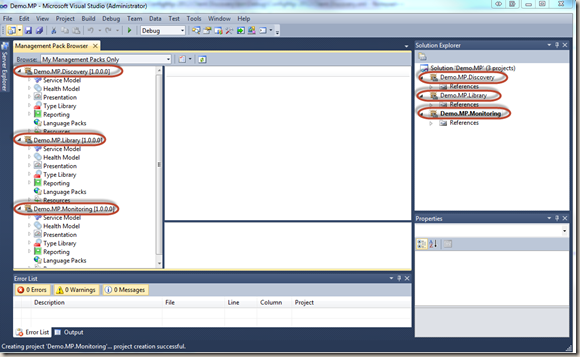 Demo.MP - Microsoft Visual Studio (Administrator)
File Edit View Project Build Debug Team Data Tools Test Window Help
Debug
Server Explorer
Management Pack Browser
Browse: My Management Packs Only
Demo.MP.Discovery [1.0.0.0]
Service Model
Health Model
Presentation
Type Library
Reporting
Language Packs
Resources
Demo.MP.Library [1.0.0.0]
Service Model
Health Model
Presentation
Type Library
Reporting
Language Packs
Resources
Demo.MP.Monitoring [1.0.0.0]
Service Model
Health Model
Presentation
Type Library
Reporting
Language Packs
Solution Explorer
Solution 'Demo.MP' (3 projects)
Demo.MP.Discovery
References
Demo.MP.Library
References
Demo.MP.Monitoring
References
Properties
Error List
0 Errors 0 Warnings 0 Messages
Description File Line Column Project
Error List Output
Creating project 'Demo.MP.Monitoring'... project creation successful.